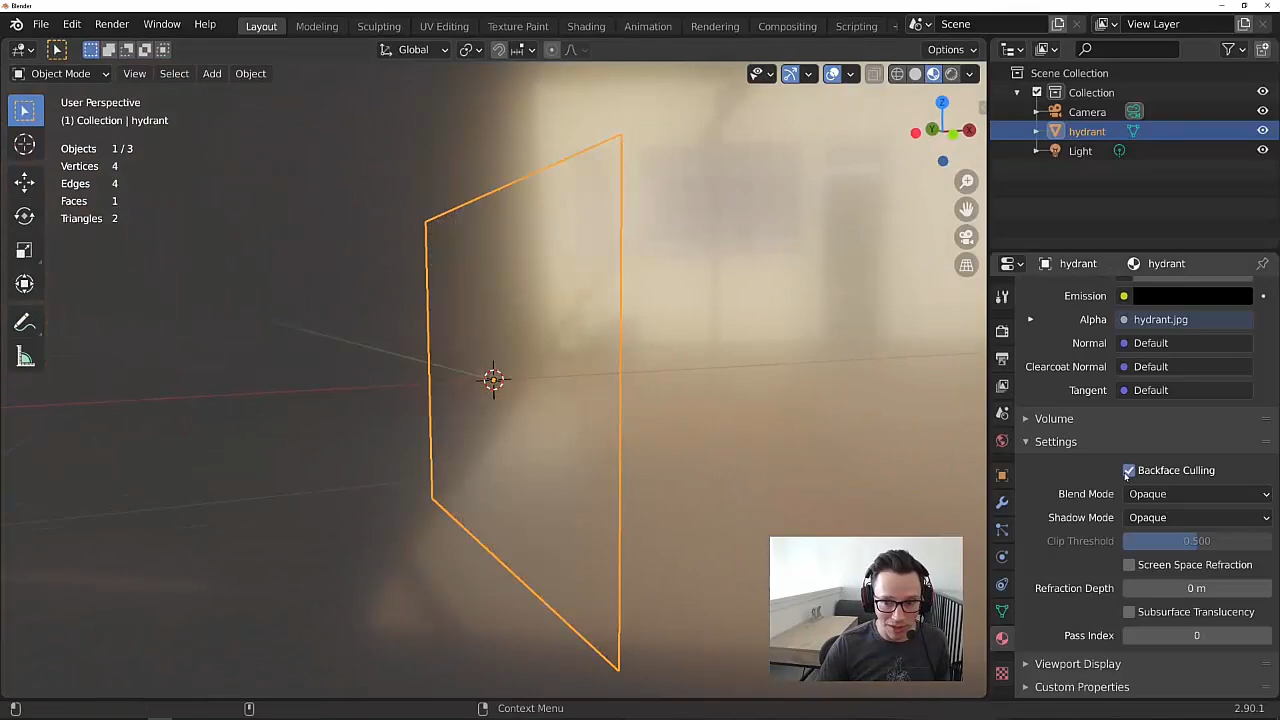 Blender
File Edit Render Window Help Layout Modeling Sculpting UV Editing Texture Paint Shading Animation Rendering Compositing Scripting Scene View Layer
Global Options
Object Mode View Select Add Object
User Perspective
(1) Collection | hydrant
Objects 1 / 3
Vertices 4
Edges 4
Faces 1
Triangles 2
Z
Y
X
Scene Collection
Collection
Camera
hydrant
Light
hydrant hydrant
Emission
Alpha hydrant.jpg
Normal Default
Clearcoat Normal Default
Tangent Default
Volume
Settings
Backface Culling
Blend Mode Opaque
Shadow Mode Opaque
Clip Threshold 0.500
Screen Space Refraction
Refraction Depth 0 m
Subsurface Translucency
Pass Index 0
Viewport Display
Custom Properties
Context Menu 2.90.1